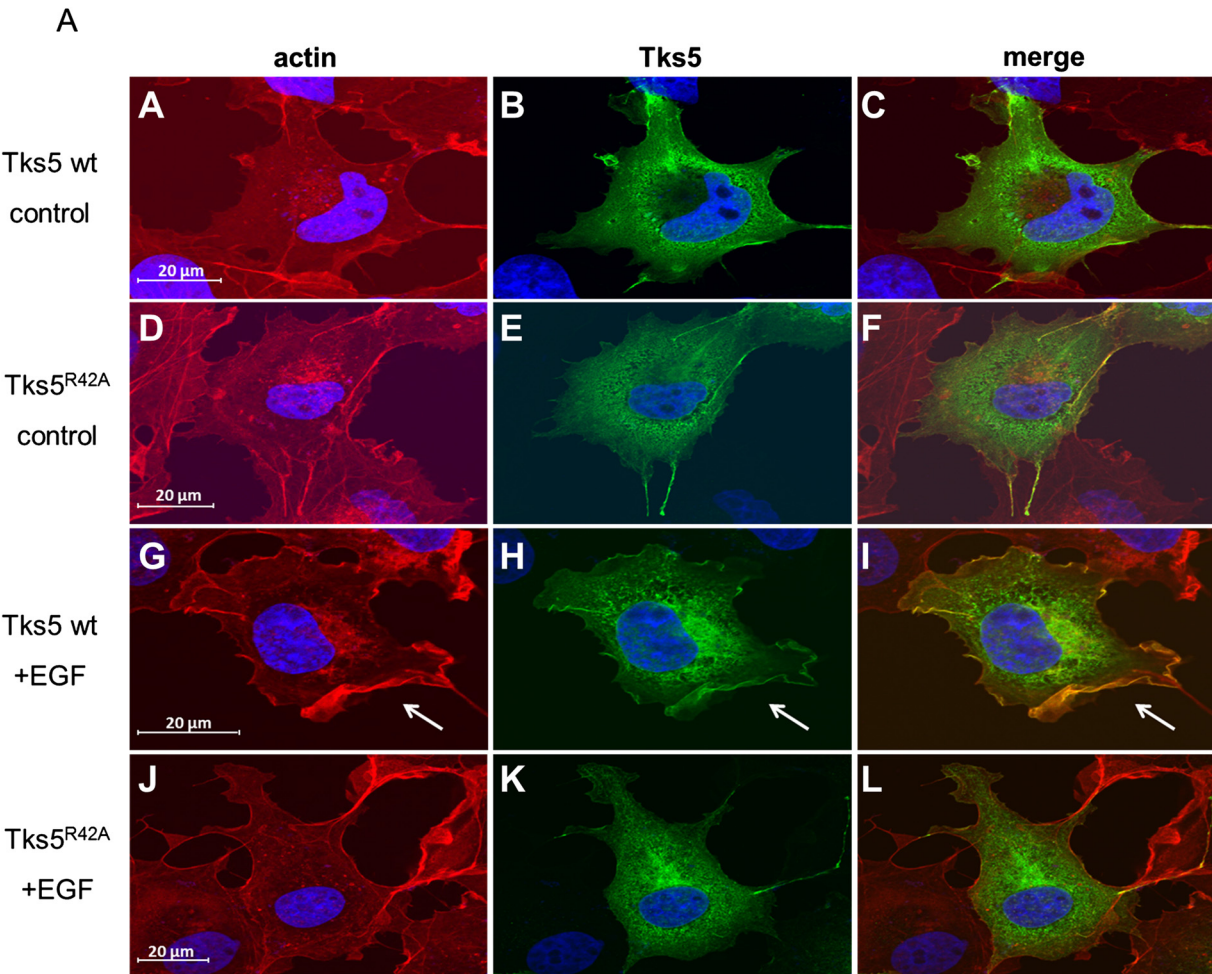 A
actin Tks5 merge
A B C
Tks5 wt
control
20 µm
D E F
Tks5R42A
control
20 µm
G H I
Tks5 wt
+EGF
20 µm
J K L
Tks5R42A
+EGF
20 µm